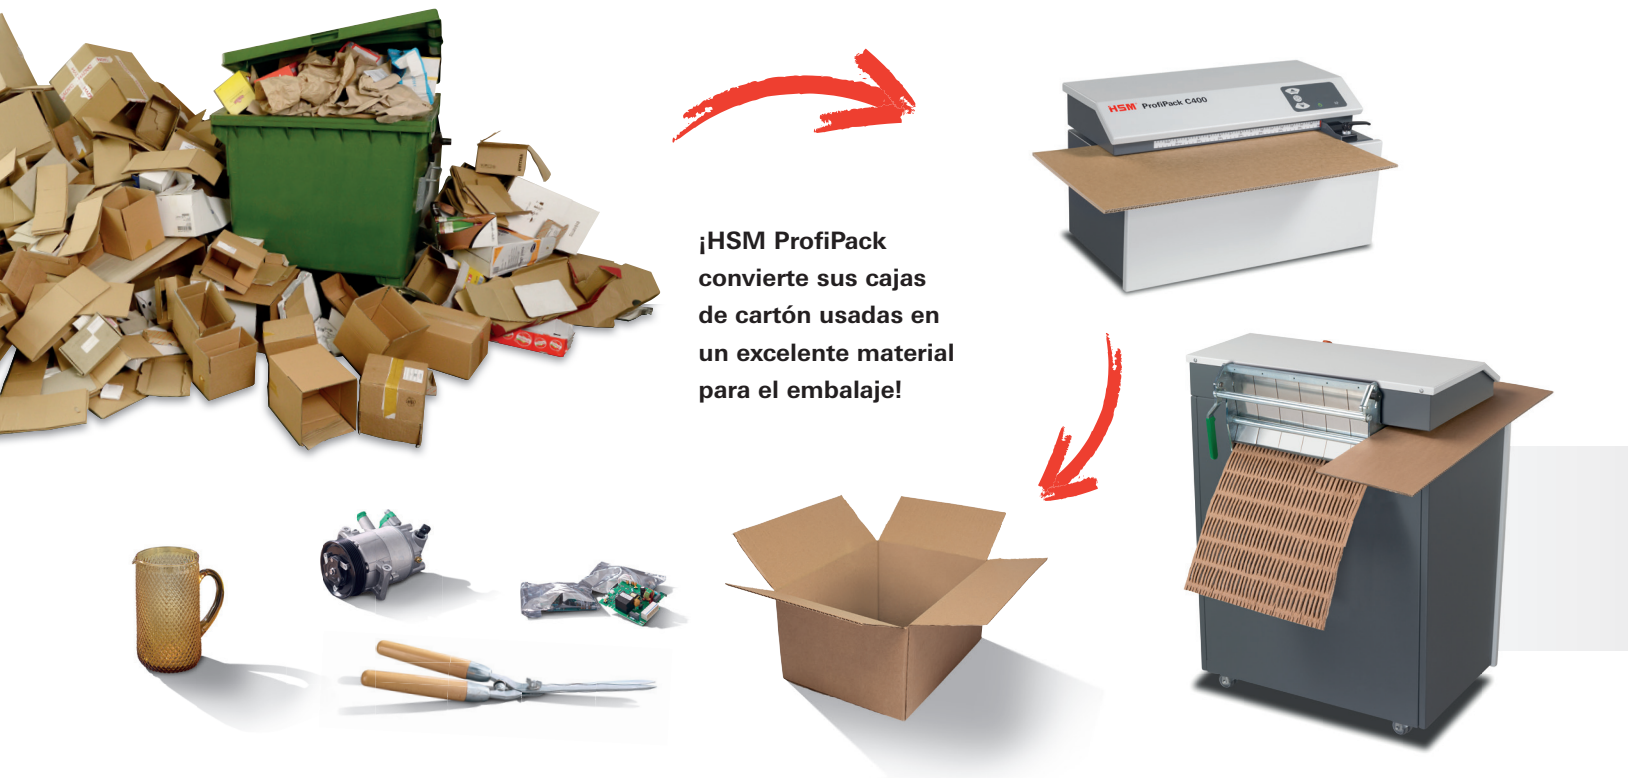 ¡HSM ProfiPack
convierte sus cajas
de cartón usadas en
un excelente material
para el embalaje!
HSM ProfiPack C400